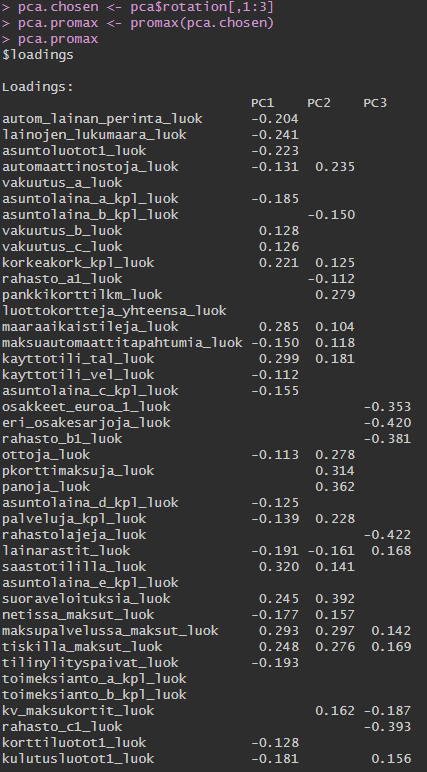 > pca.chosen <- pca$rotation[,1:3]
> pca.promax <- promax(pca.chosen)
> pca.promax
$loadings

Loadings:
                            PC1    PC2    PC3
autom_lainan_perinta_luok   -0.204
lainojen_lukumaara_luok     -0.241
asuntoluotot1_luok          -0.223
automaattinostoja_luok      -0.131  0.235
vakuutus_a_luok
asuntolaina_a_kpl_luok      -0.185
asuntolaina_b_kpl_luok             -0.150
vakuutus_b_luok              0.128
vakuutus_c_luok              0.126
korkeakork_kpl_luok          0.221  0.125
rahasto_a1_luok                    -0.112
pankkikorttilkm_luok                0.279
luottokortteja_yhteensa_luok
maaraaikaistileja_luok       0.285  0.104
maksuautomaattitapahtumia_luok -0.150  0.118
kayttotili_tal_luok          0.299  0.181
kayttotili_vel_luok         -0.112
asuntolaina_c_kpl_luok      -0.155
osakkeet_euroa_1_luok                     -0.353
eri_osakesarjoja_luok                     -0.420
rahasto_b1_luok                           -0.381
ottoja_luok                 -0.113  0.278
pkorttimaksuja_luok                 0.314
panoja_luok                         0.362
asuntolaina_d_kpl_luok      -0.125
palveluja_kpl_luok          -0.139  0.228
rahastolajeja_luok                        -0.422
lainarastit_luok            -0.191 -0.161  0.168
saastotililla_luok           0.320  0.141
asuntolaina_e_kpl_luok
suoraveloituksia_luok        0.245  0.392
netissa_maksut_luok         -0.177  0.157
maksupalvelussa_maksut_luok  0.293  0.297  0.142
tiskilla_maksut_luok         0.248  0.276  0.169
tilinylityspaivat_luok      -0.193
toimeksianto_a_kpl_luok
toimeksianto_b_kpl_luok
kv_maksukortit_luok                 0.162 -0.187
rahasto_c1_luok                           -0.393
korttiluotot1_luok          -0.128
kulutusluotot1_luok         -0.181         0.156